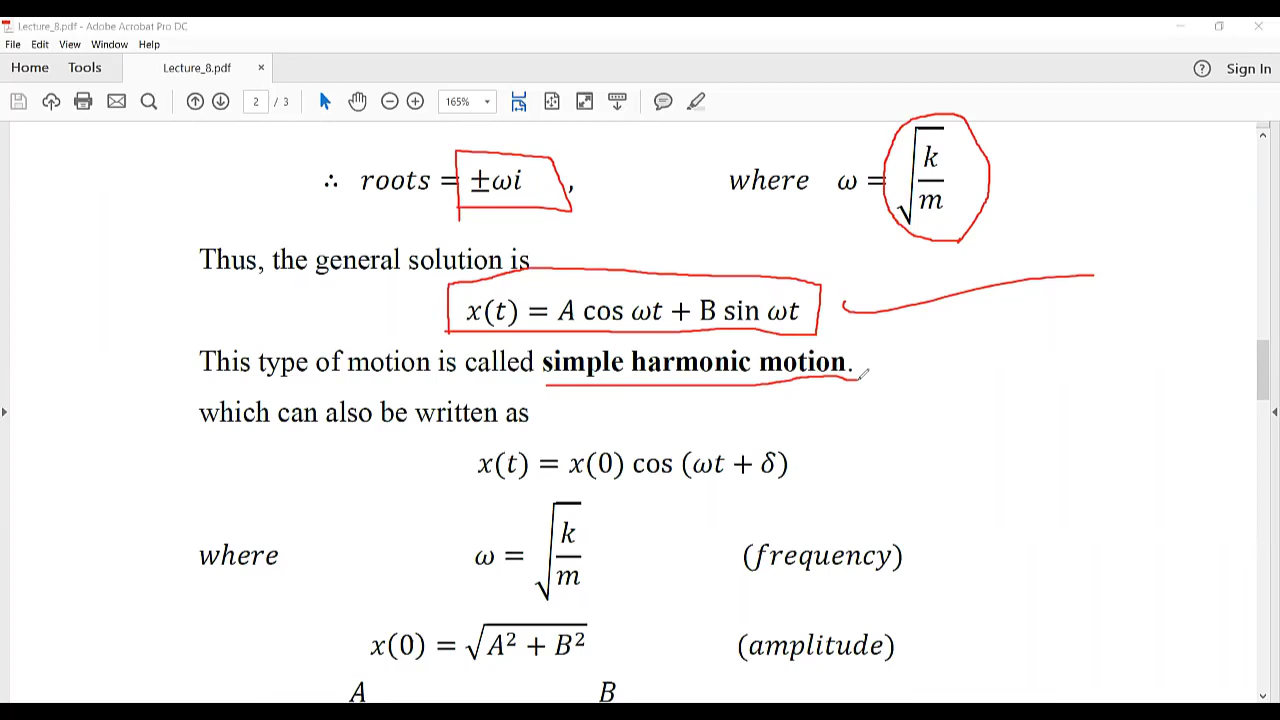 Lecture_8.pdf - Adobe Acrobat Pro DC
File Edit View Window Help
Home Tools Lecture_8.pdf × ? Sign In
2 / 3 165%
∴ roots = ±ωi , where ω = √(k/m)
Thus, the general solution is
x(t) = A cos ωt + B sin ωt
This type of motion is called simple harmonic motion.
which can also be written as
x(t) = x(0) cos (ωt + δ)
where ω = √(k/m) (frequency)
x(0) = √(A² + B²) (amplitude)
A B